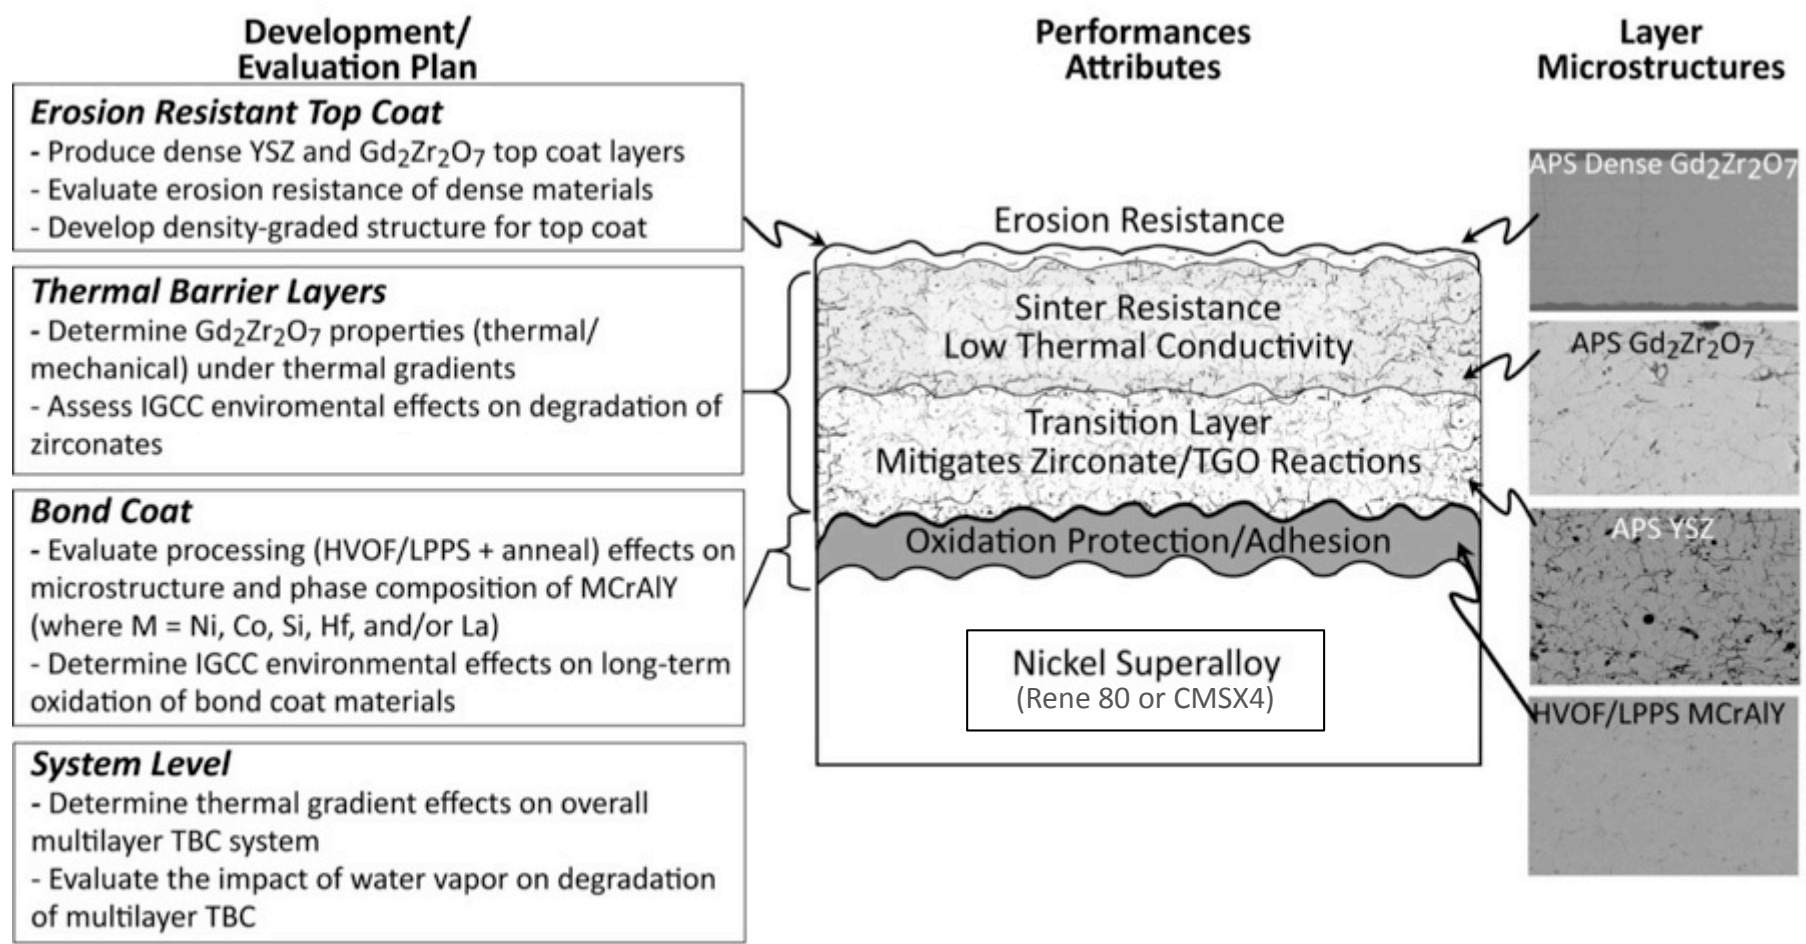 Development/
Evaluation Plan
Erosion Resistant Top Coat
- Produce dense YSZ and Gd₂Zr₂O₇ top coat layers
- Evaluate erosion resistance of dense materials
- Develop density-graded structure for top coat
Thermal Barrier Layers
- Determine Gd₂Zr₂O₇ properties (thermal/
mechanical) under thermal gradients
- Assess IGCC enviromental effects on degradation of
zirconates
Bond Coat
- Evaluate processing (HVOF/LPPS + anneal) effects on
microstructure and phase composition of MCrAlY
(where M = Ni, Co, Si, Hf, and/or La)
- Determine IGCC environmental effects on long-term
oxidation of bond coat materials
System Level
- Determine thermal gradient effects on overall
multilayer TBC system
- Evaluate the impact of water vapor on degradation
of multilayer TBC
Performances
Attributes
Erosion Resistance
Sinter Resistance
Low Thermal Conductivity
Transition Layer
Mitigates Zirconate/TGO Reactions
Oxidation Protection/Adhesion
Nickel Superalloy
(Rene 80 or CMSX4)
Layer
Microstructures
APS Dense Gd₂Zr₂O₇
APS Gd₂Zr₂O₇
APS YSZ
HVOF/LPPS MCrAlY